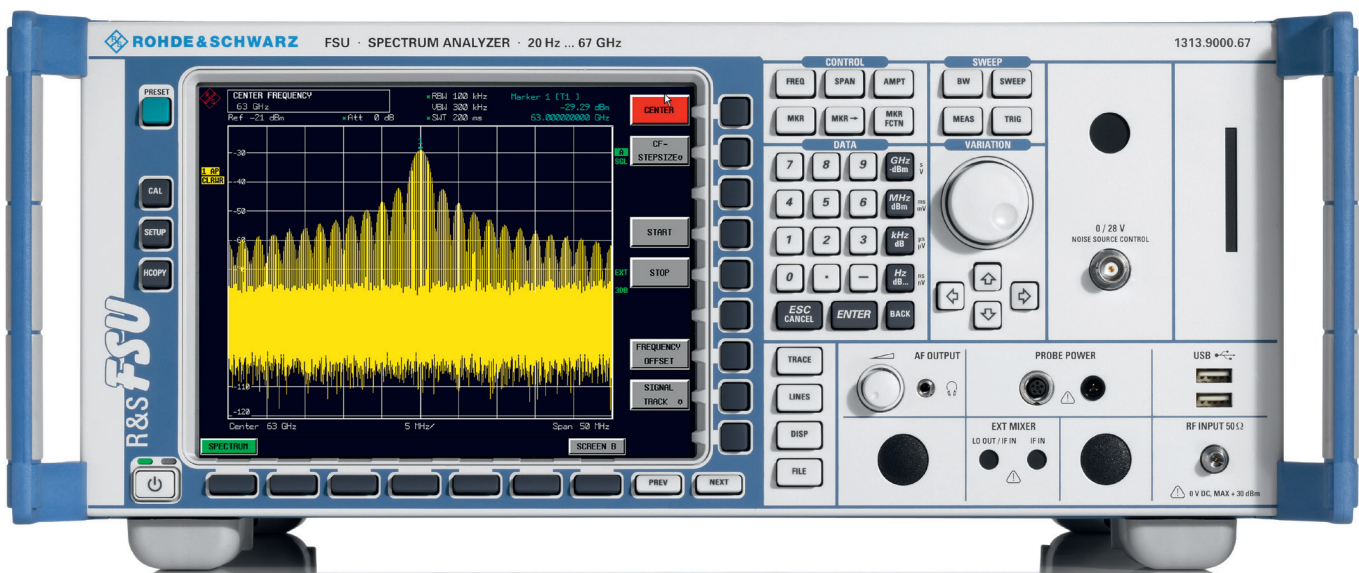 ROHDE & SCHWARZ FSU · SPECTRUM ANALYZER · 20 Hz ... 67 GHz
1313.9000.67
PRESET
CAL
SETUP
HCOPY
R&S FSU
CENTER FREQUENCY
63 GHz
Ref -21 dBm
*Att 0 dB
*RBW 100 kHz
VBW 300 kHz
*SWT 200 ms
Marker 1 [T1 ]
-29.29 dBm
63.000000000 GHz
1 AP
CLRWR
A
SGL
EXT
3DB
-30
-40
-50
-60
-110
-120
Center 63 GHz
5 MHz/
Span 50 MHz
SPECTRUM
SCREEN B
CENTER
CF-
STEPSIZE
START
STOP
FREQUENCY
OFFSET
SIGNAL
TRACK
PREV
NEXT
CONTROL
FREQ
SPAN
AMPT
MKR
MKR→
MKR
FCTN
SWEEP
BW
SWEEP
MEAS
TRIG
DATA
7 8 9 GHz
-dBm
s
V
4 5 6 MHz
dBm
ms
mV
1 2 3 kHz
dB
µs
µV
0 . – Hz
dB...
ns
nV
ESC
CANCEL
ENTER
BACK
VARIATION
TRACE
LINES
DISP
FILE
0 / 28 V
NOISE SOURCE CONTROL
AF OUTPUT
PROBE POWER
USB
EXT MIXER
LO OUT / IF IN
IF IN
RF INPUT 50 Ω
0 V DC, MAX + 30 dBm